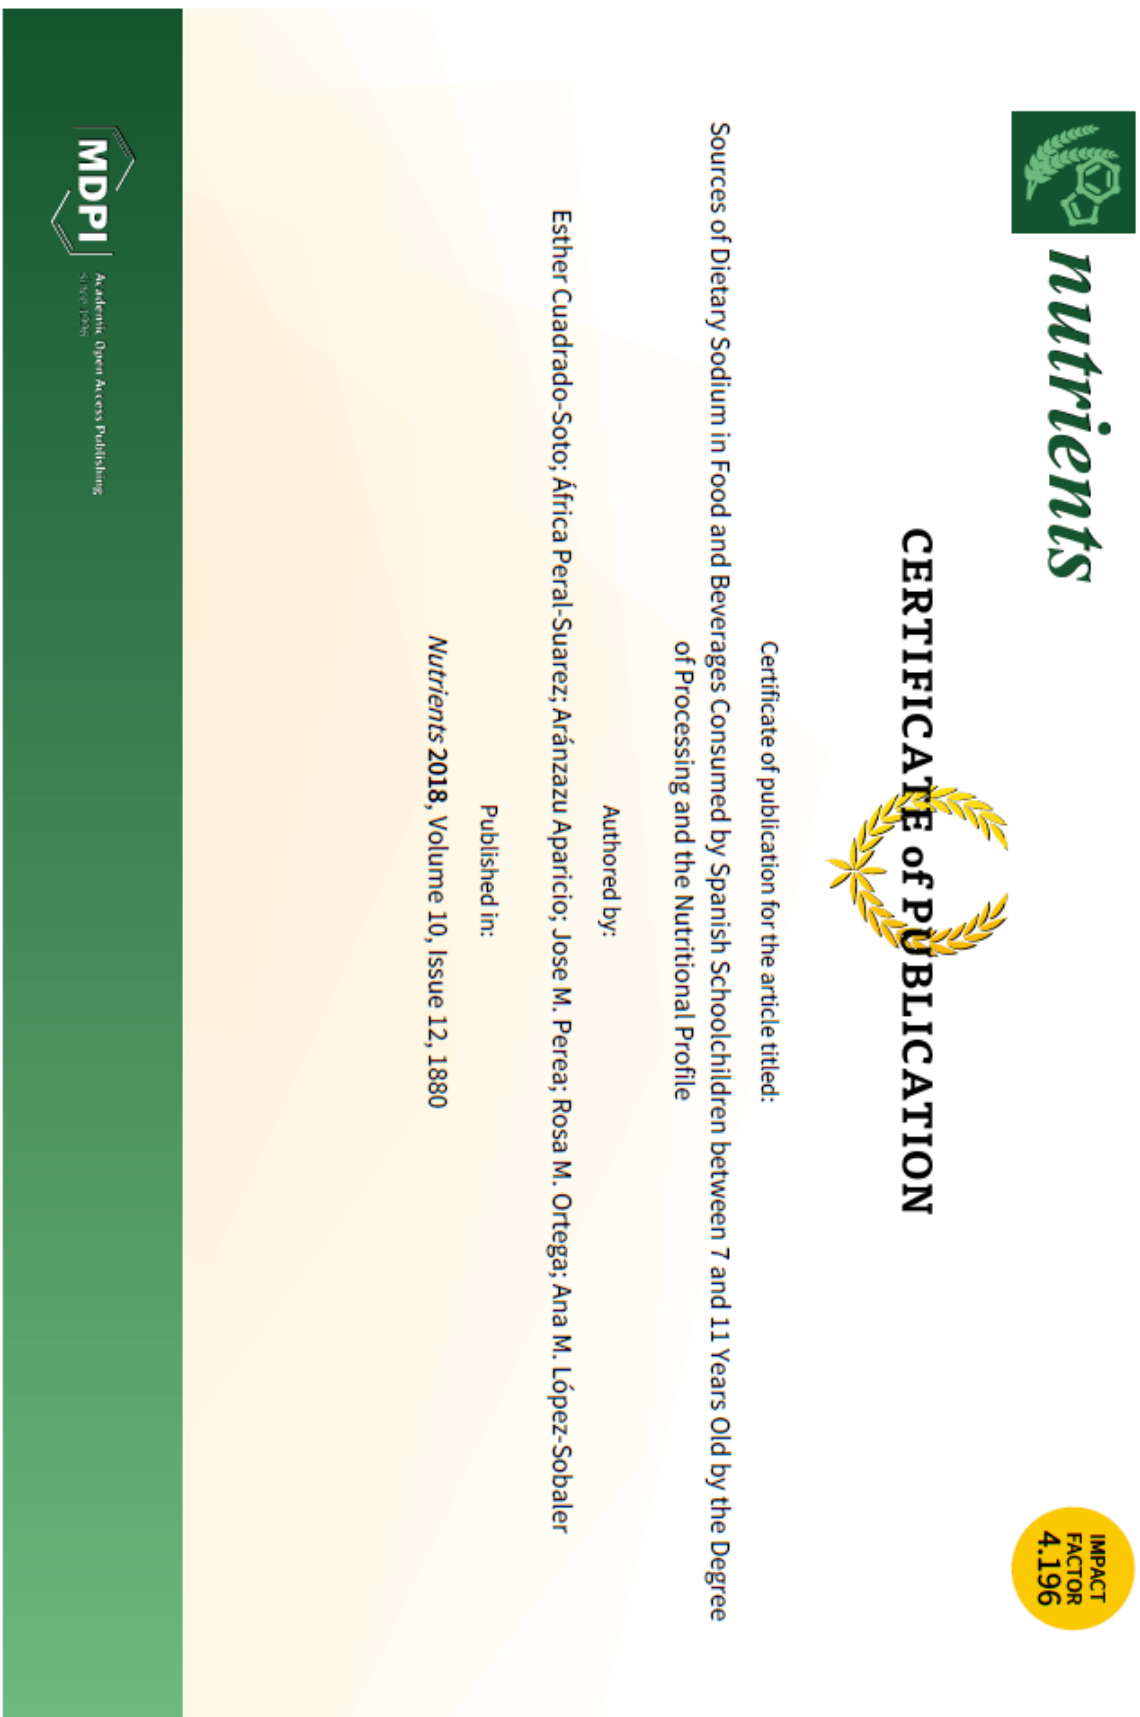 nutrients
IMPACT
FACTOR
4.196
CERTIFICATE of PUBLICATION
Certificate of publication for the article titled:
Sources of Dietary Sodium in Food and Beverages Consumed by Spanish Schoolchildren between 7 and 11 Years Old by the Degree
of Processing and the Nutritional Profile
Authored by:
Esther Cuadrado-Soto; África Peral-Suarez; Aránzazu Aparicio; Jose M. Perea; Rosa M. Ortega; Ana M. López-Sobaler
Published in:
Nutrients 2018, Volume 10, Issue 12, 1880
MDPI
Academic Open Access Publishing
since 1996